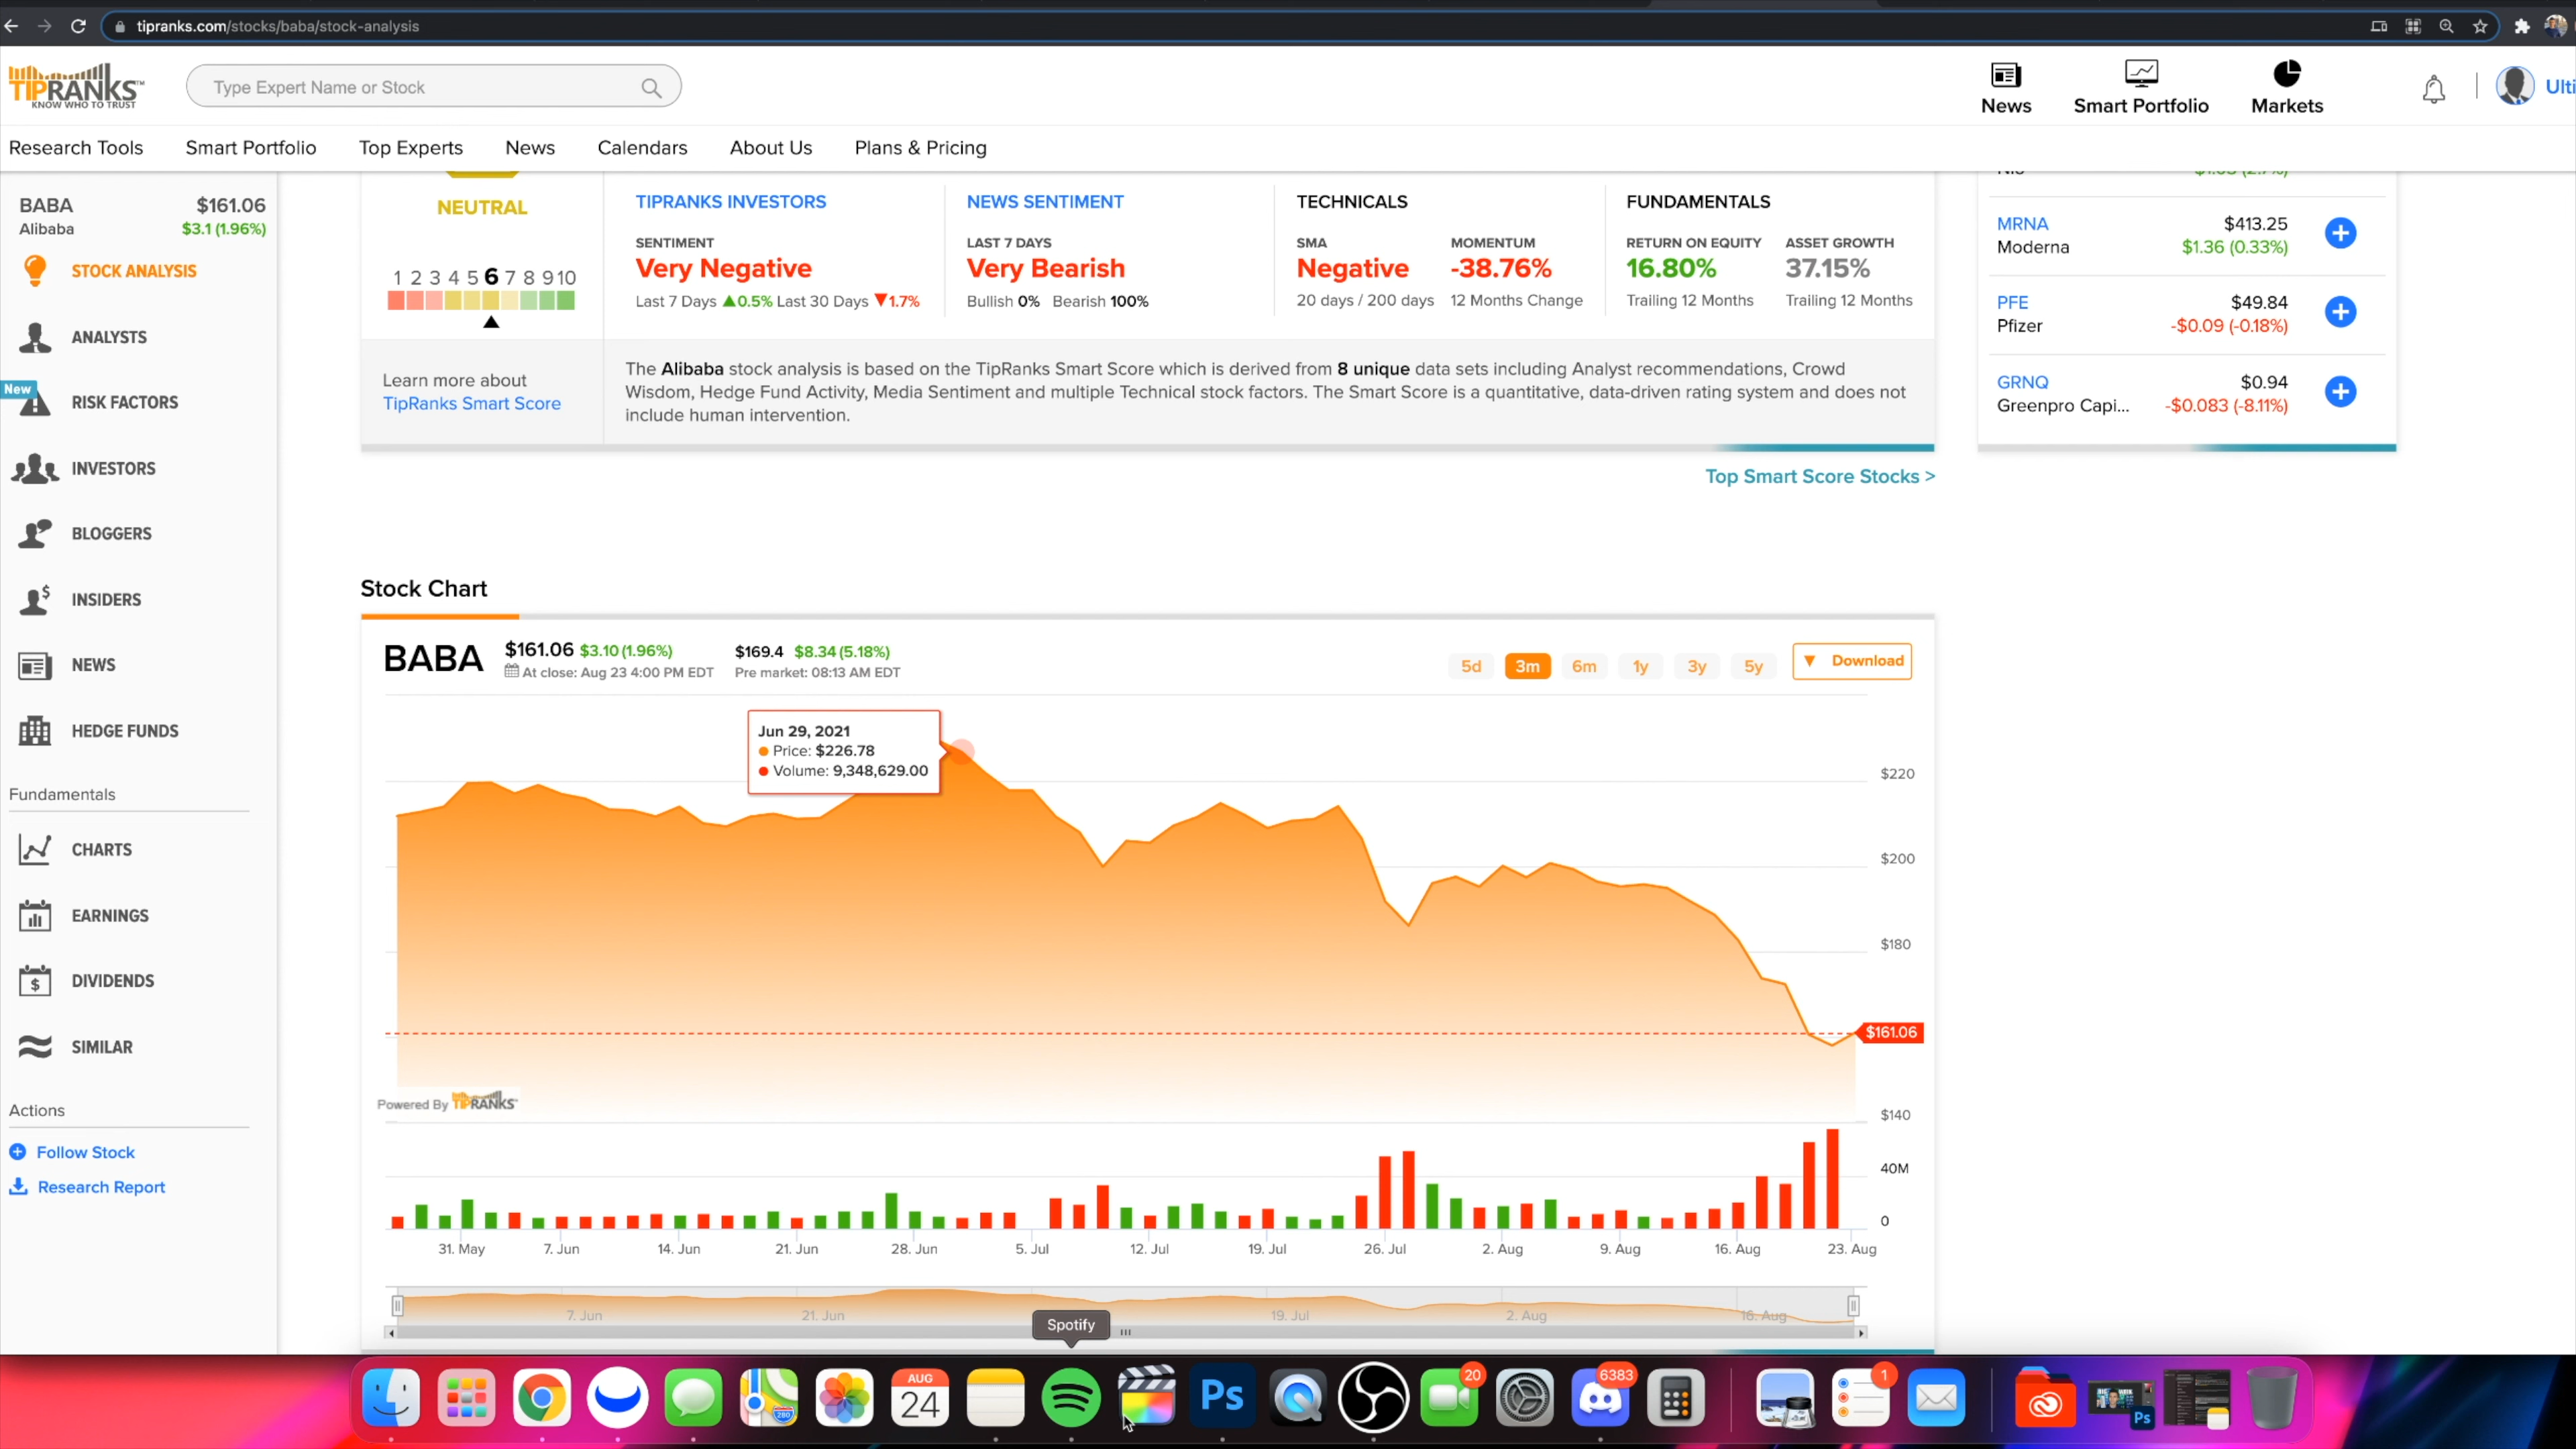 tipranks.com/stocks/baba/stock-analysis
TIPRANKS™
KNOW WHO TO TRUST
Type Expert Name or Stock
News
Smart Portfolio
Markets
Ulti
Research Tools
Smart Portfolio
Top Experts
News
Calendars
About Us
Plans & Pricing
BABA $161.06
Alibaba $3.1 (1.96%)
STOCK ANALYSIS
ANALYSTS
New
RISK FACTORS
INVESTORS
BLOGGERS
INSIDERS
NEWS
HEDGE FUNDS
Fundamentals
CHARTS
EARNINGS
DIVIDENDS
SIMILAR
Actions
Follow Stock
Research Report
NEUTRAL
1 2 3 4 5 6 7 8 9 10
Learn more about
TipRanks Smart Score
TIPRANKS INVESTORS
SENTIMENT
Very Negative
Last 7 Days ▲0.5% Last 30 Days ▼1.7%
NEWS SENTIMENT
LAST 7 DAYS
Very Bearish
Bullish 0% Bearish 100%
TECHNICALS
SMA
Negative
20 days / 200 days
MOMENTUM
-38.76%
12 Months Change
FUNDAMENTALS
RETURN ON EQUITY
16.80%
Trailing 12 Months
ASSET GROWTH
37.15%
Trailing 12 Months
The Alibaba stock analysis is based on the TipRanks Smart Score which is derived from 8 unique data sets including Analyst recommendations, Crowd
Wisdom, Hedge Fund Activity, Media Sentiment and multiple Technical stock factors. The Smart Score is a quantitative, data-driven rating system and does not
include human intervention.
Top Smart Score Stocks >
MRNA $413.25
Moderna $1.36 (0.33%)
PFE $49.84
Pfizer -$0.09 (-0.18%)
GRNQ $0.94
Greenpro Capi... -$0.083 (-8.11%)
Stock Chart
BABA
$161.06 $3.10 (1.96%)
At close: Aug 23 4:00 PM EDT
$169.4 $8.34 (5.18%)
Pre market: 08:13 AM EDT
5d 3m 6m 1y 3y 5y
Download
Jun 29, 2021
Price: $226.78
Volume: 9,348,629.00
$220
$200
$180
$161.06
$140
40M
0
Powered By TIPRANKS
31. May 7. Jun 14. Jun 21. Jun 28. Jun 5. Jul 12. Jul 19. Jul 26. Jul 2. Aug 9. Aug 16. Aug 23. Aug
7. Jun 21. Jun 19. Jul 2. Aug 16. Aug
Spotify
AUG
24
280
Ps
20
6383
1
Ps